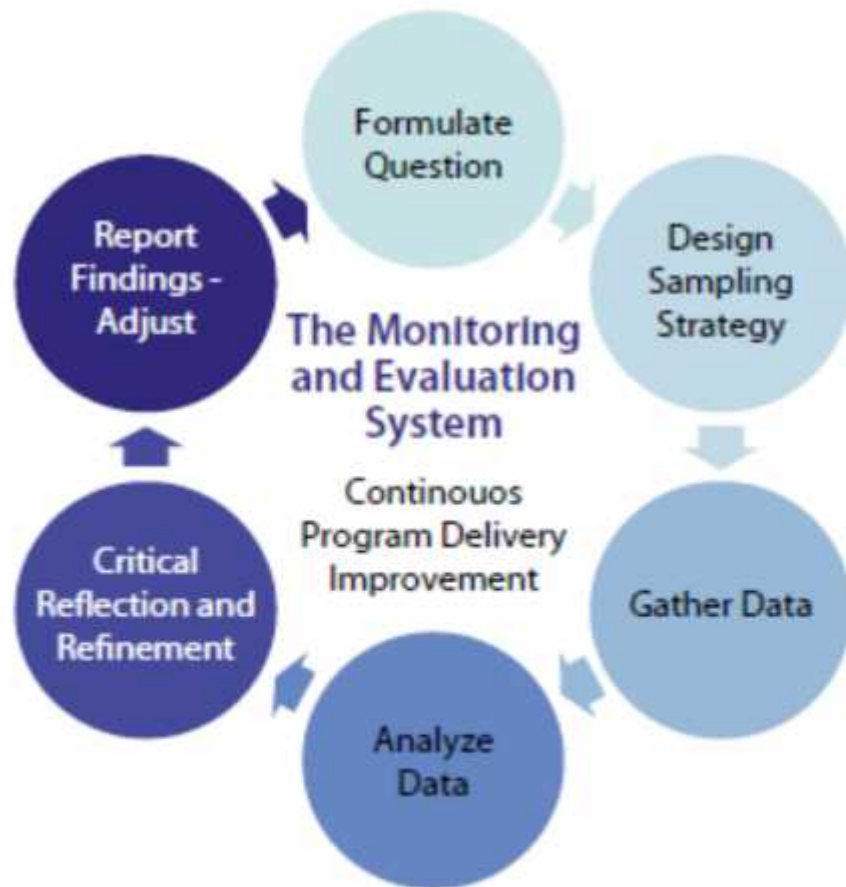 Formulate
Question
Design
Sampling
Strategy
Gather Data
Analyze
Data
Critical
Reflection and
Refinement
Report
Findings -
Adjust
The Monitoring
and Evaluation
System
Continouos
Program Delivery
Improvement